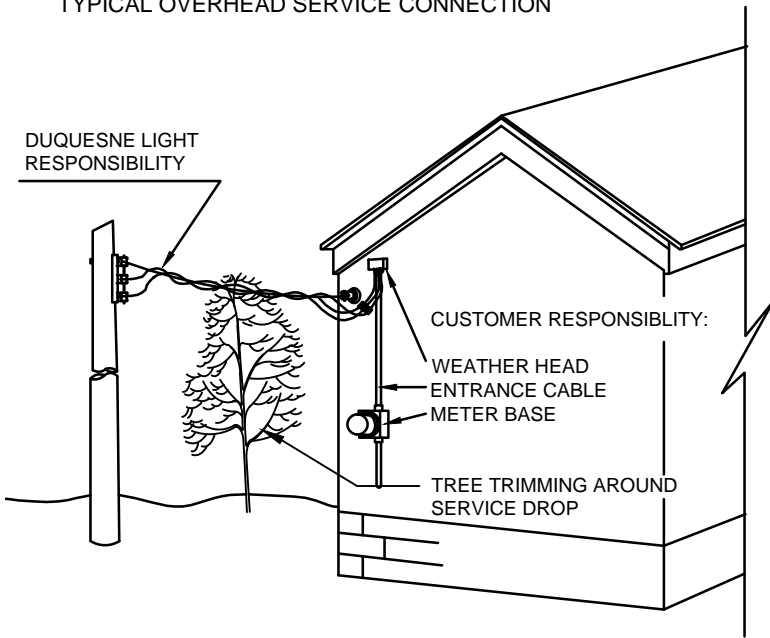 TYPICAL OVERHEAD SERVICE CONNECTION
DUQUESNE LIGHT
RESPONSIBILITY
CUSTOMER RESPONSIBLITY:
WEATHER HEAD
ENTRANCE CABLE
METER BASE
TREE TRIMMING AROUND
SERVICE DROP